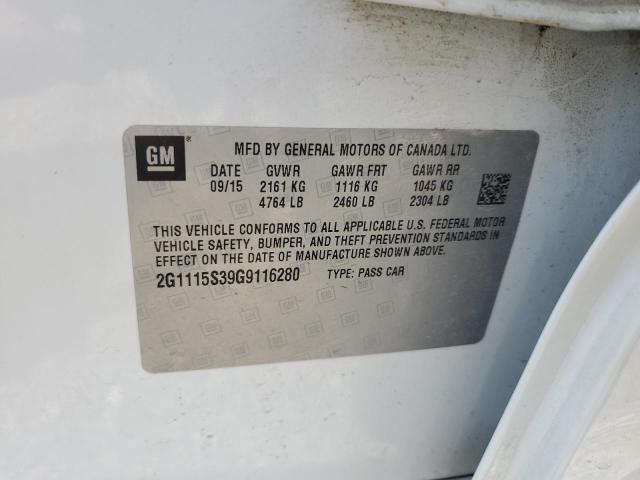 GM
MFD BY GENERAL MOTORS OF CANADA LTD.
DATE GVWR GAWR FRT GAWR RR
09/15 2161 KG 1116 KG 1045 KG
4764 LB 2460 LB 2304 LB
THIS VEHICLE CONFORMS TO ALL APPLICABLE U.S. FEDERAL MOTOR
VEHICLE SAFETY, BUMPER, AND THEFT PREVENTION STANDARDS IN
EFFECT ON THE DATE OF MANUFACTURE SHOWN ABOVE.
2G1115S39G9116280 TYPE: PASS CAR